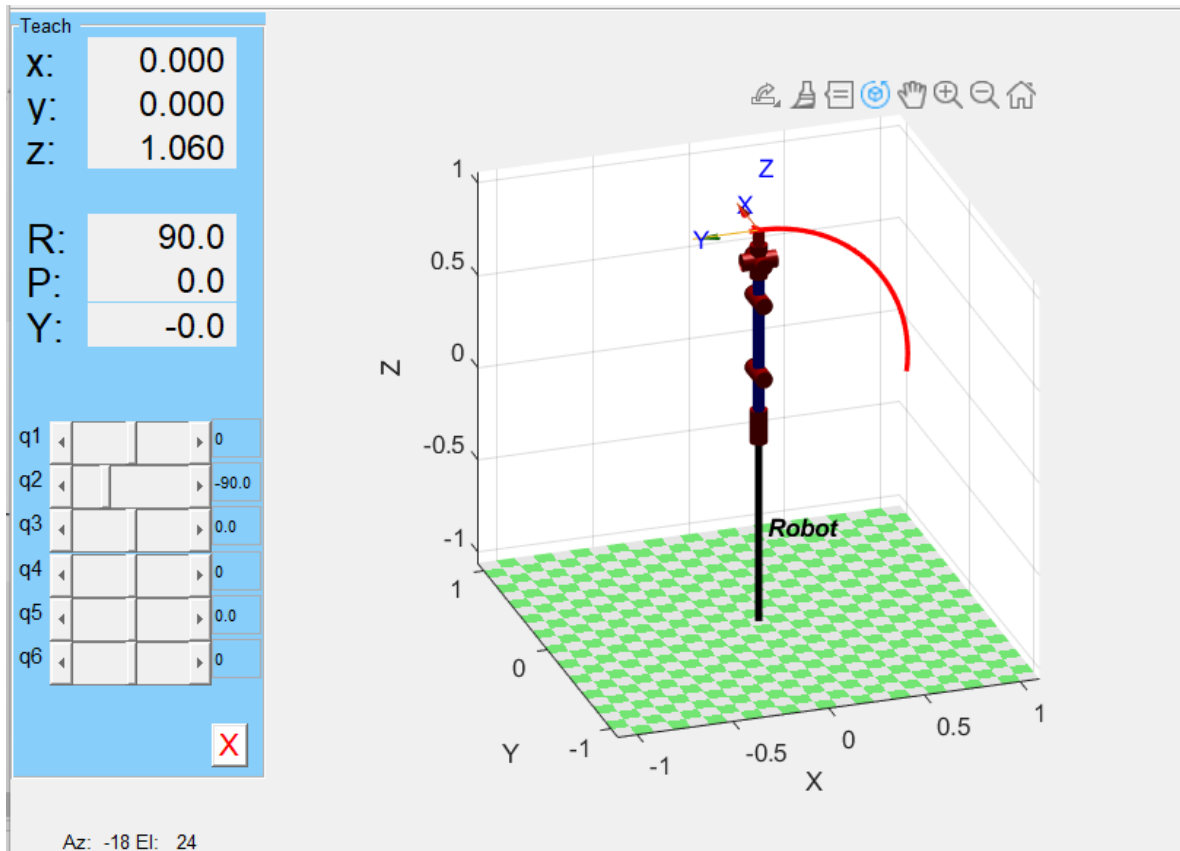 Teach
x: 0.000
y: 0.000
z: 1.060
R: 90.0
P: 0.0
Y: -0.0
q1 0
q2 -90.0
q3 0.0
q4 0
q5 0.0
q6 0
X
Az: -18 El: 24
Z
X
Y
1
0.5
0
-0.5
-1
Z
Robot
1
0
-1
Y
-1
-0.5
0
0.5
1
X